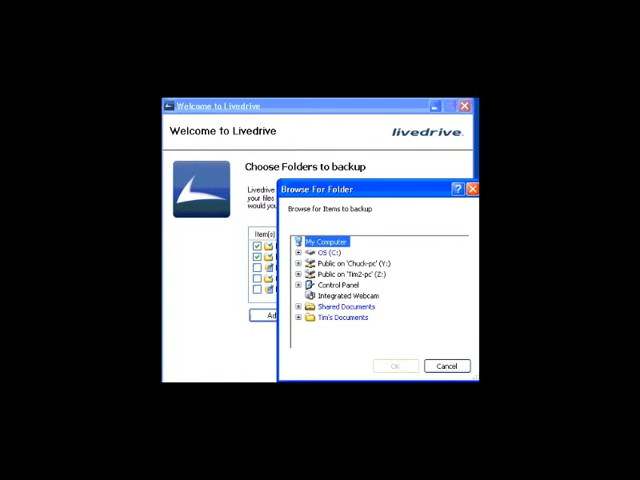 Welcome to Livedrive
Welcome to Livedrive
livedrive.
Choose Folders to backup
Livedrive
your files
would you
Item(s)
Browse For Folder
Browse for Items to backup
My Computer
OS (C:)
Public on 'Chuck-pc' (Y:)
Public on 'Tim2-pc' (Z:)
Control Panel
Integrated Webcam
Shared Documents
Tim's Documents
OK
Cancel